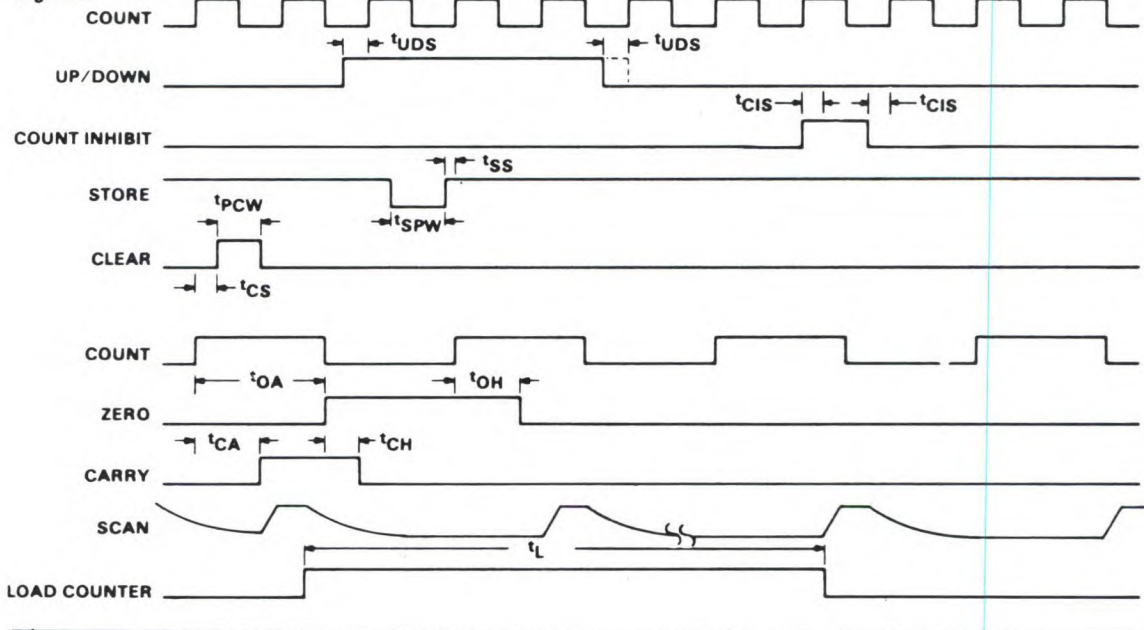 COUNT
tUDS tUDS
UP/DOWN
tCIS tCIS
COUNT INHIBIT
tSS
STORE
tPCW tSPW
CLEAR
tCS
COUNT
tOA tOH
ZERO
tCA tCH
CARRY
SCAN
tL
LOAD COUNTER